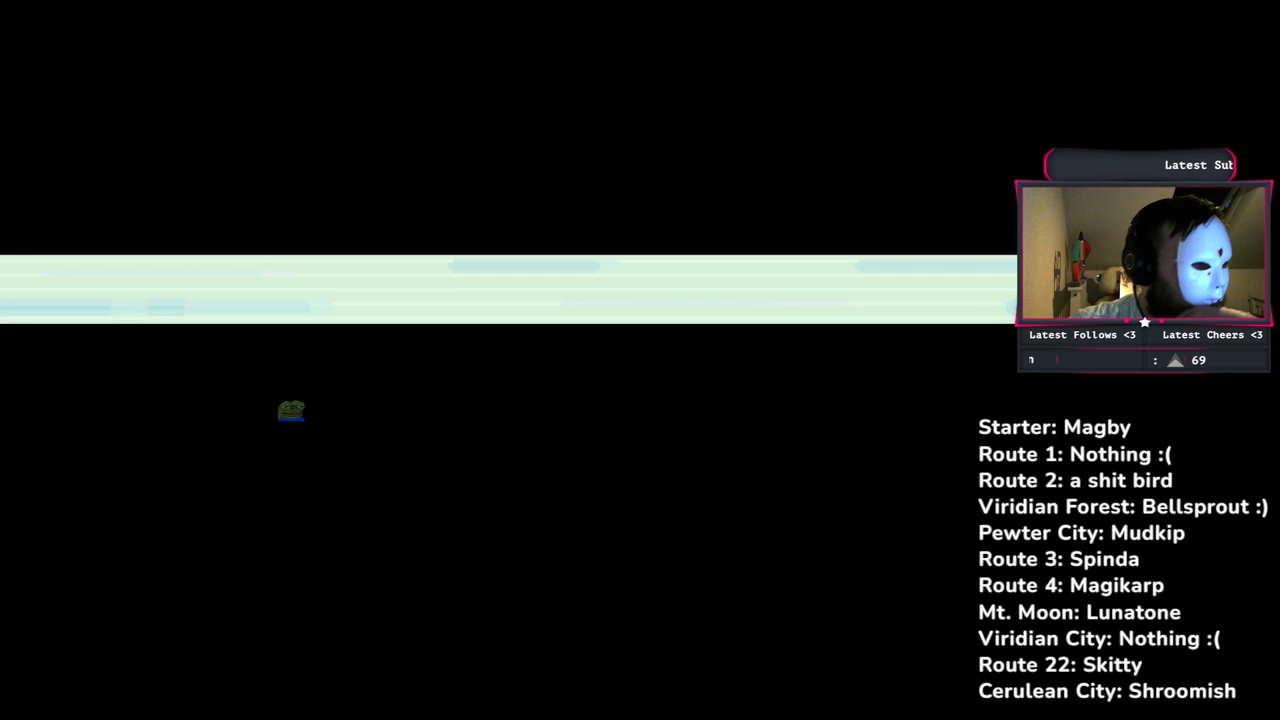 Latest Sub
Latest Follows <3
Latest Cheers <3
n
: 69
Starter: Magby
Route 1: Nothing :(
Route 2: a shit bird
Viridian Forest: Bellsprout :)
Pewter City: Mudkip
Route 3: Spinda
Route 4: Magikarp
Mt. Moon: Lunatone
Viridian City: Nothing :(
Route 22: Skitty
Cerulean City: Shroomish